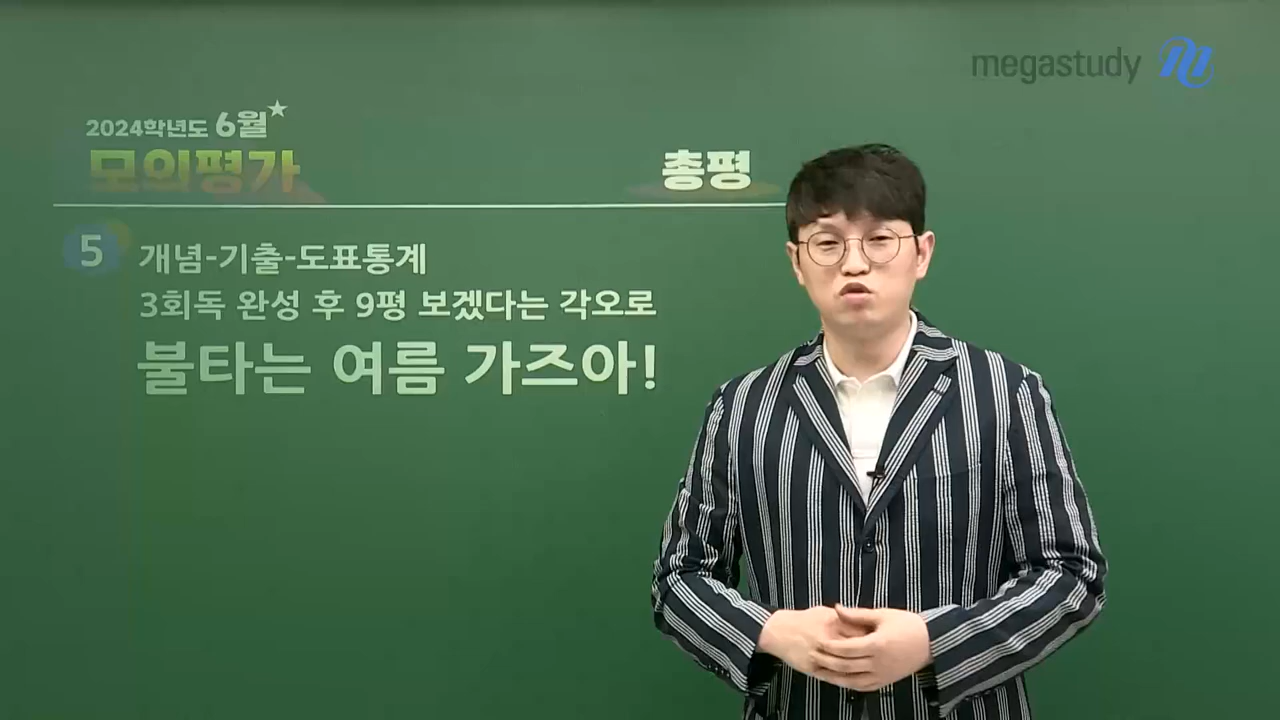 megastudy
2024학년도 6월
모의평가
총평
5
개념-기출-도표통계
3회독 완성 후 9평 보겠다는 각오로
불타는 여름 가즈아!